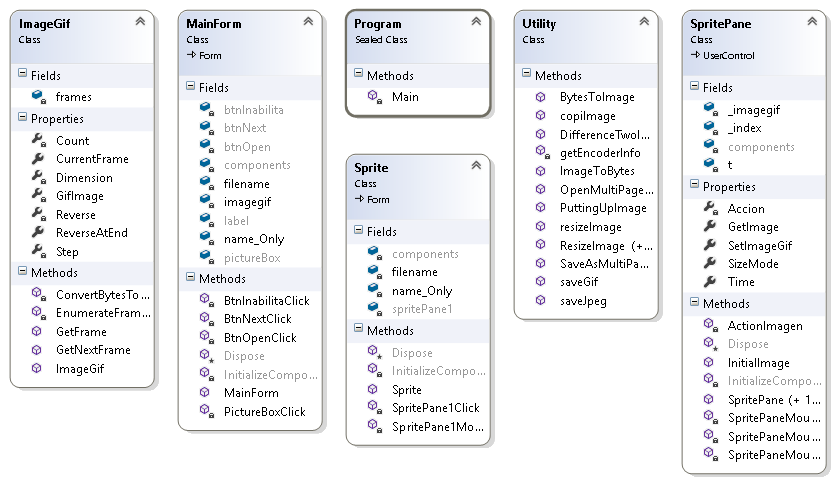 ImageGif
Class
Fields
frames
Properties
Count
CurrentFrame
Dimension
GifImage
Reverse
ReverseAtEnd
Step
Methods
ConvertBytesTo...
EnumerateFram...
GetFrame
GetNextFrame
ImageGif
MainForm
Class
Form
Fields
btnInabilita
btnNext
btnOpen
components
filename
imagegif
label
name_Only
pictureBox
Methods
BtnInabilitaClick
BtnNextClick
BtnOpenClick
Dispose
InitializeCompo...
MainForm
PictureBoxClick
Program
Sealed Class
Methods
Main
Sprite
Class
Form
Fields
components
filename
name_Only
spritePane1
Methods
Dispose
InitializeCompo...
Sprite
SpritePane1Click
SpritePane1Mo...
Utility
Class
Methods
BytesToImage
copiImage
DifferenceTwoI...
getEncoderInfo
ImageToBytes
OpenMultiPage...
PuttingUpImage
resizeImage
ResizeImage (+...
SaveAsMultiPa...
saveGif
saveJpeg
SpritePane
Class
UserControl
Fields
_imagegif
_index
components
t
Properties
Accion
GetImage
SetImageGif
SizeMode
Time
Methods
ActionImagen
Dispose
InitialImage
InitializeCompo...
SpritePane (+ 1...
SpritePaneMou...
SpritePaneMou...
SpritePaneMou...